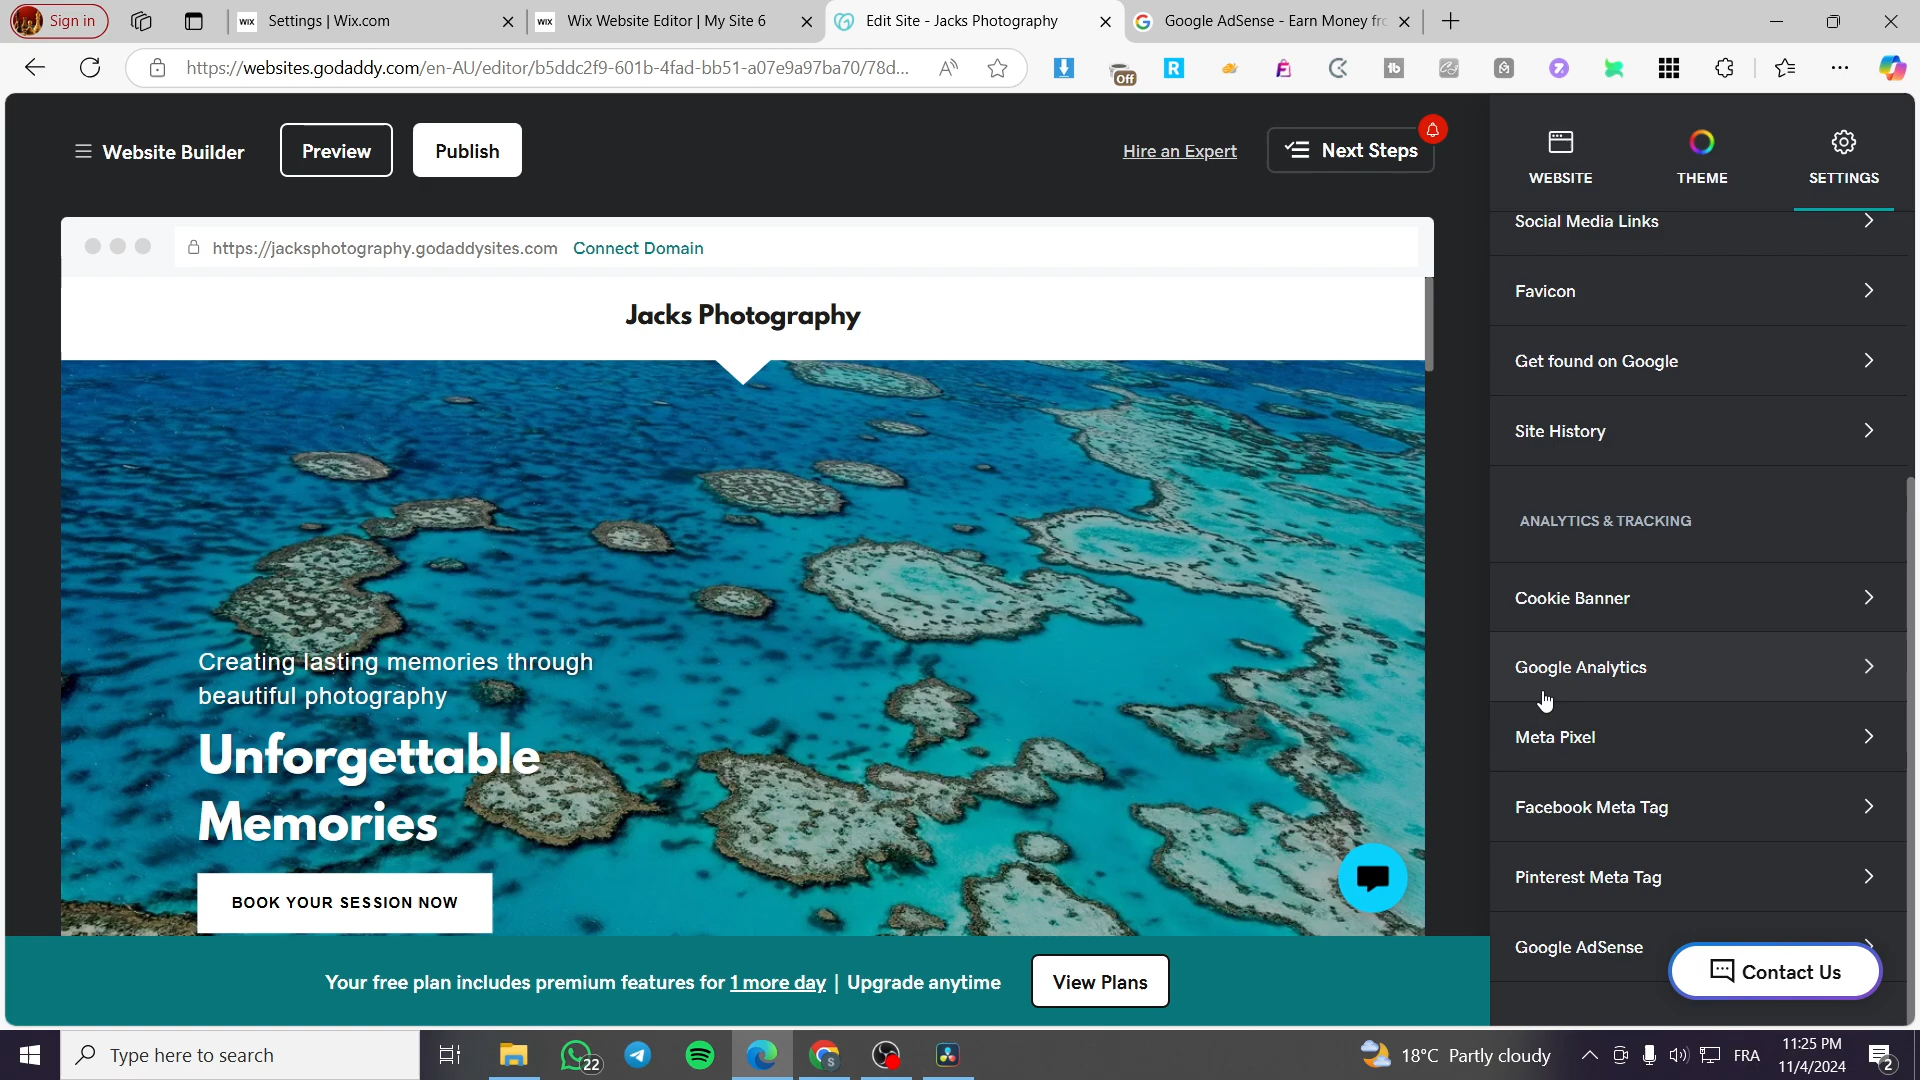 Sign in
WIX Settings | Wix.com
WIX Wix Website Editor | My Site 6
Edit Site - Jacks Photography
Google AdSense - Earn Money fr
https://websites.godaddy.com/en-AU/editor/b5ddc2f9-601b-4fad-bb51-a07e9a97ba70/78d...
Off
Website Builder
Preview
Publish
Hire an Expert
Next Steps
WEBSITE
THEME
SETTINGS
https://jacksphotography.godaddysites.com Connect Domain
Jacks Photography
Creating lasting memories through
beautiful photography
Unforgettable
Memories
BOOK YOUR SESSION NOW
Social Media Links
Favicon
Get found on Google
Site History
ANALYTICS & TRACKING
Cookie Banner
Google Analytics
Meta Pixel
Facebook Meta Tag
Pinterest Meta Tag
Google AdSense
Contact Us
Your free plan includes premium features for 1 more day | Upgrade anytime
View Plans
Type here to search
22
18°C Partly cloudy
FRA
11:25 PM
11/4/2024
2